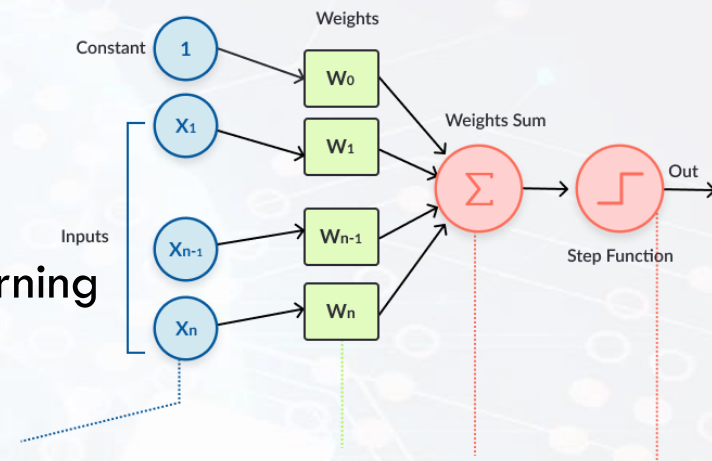 Weights
Constant
1
W0
X1
W1
Weights Sum
Σ
Out
Inputs
Xn-1
Wn-1
Step Function
rning
Xn
Wn